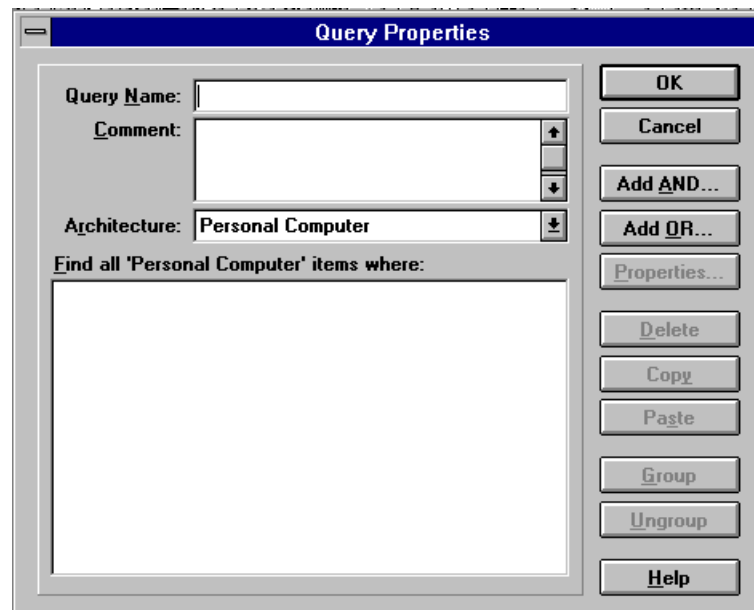 Query Properties
Query Name:
Comment:
Architecture: Personal Computer
Find all 'Personal Computer' items where:
OK
Cancel
Add AND...
Add OR...
Properties...
Delete
Copy
Paste
Group
Ungroup
Help